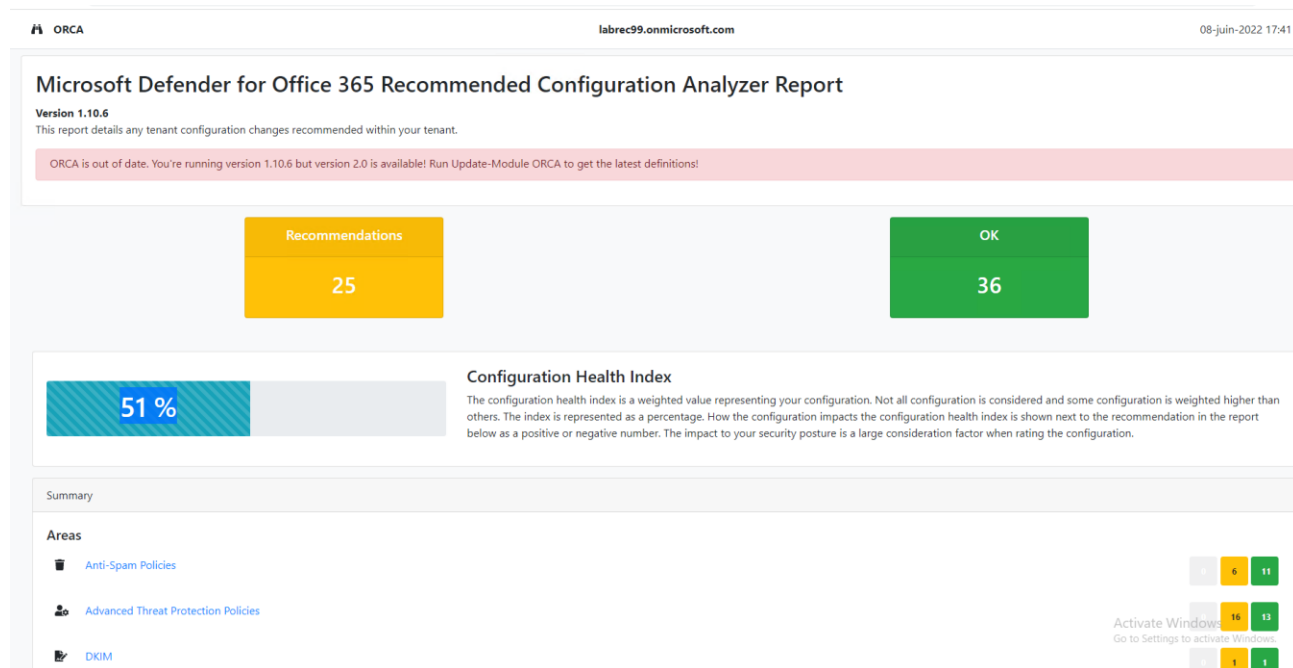 ORCA
labrec99.onmicrosoft.com
08-juin-2022 17:41
Microsoft Defender for Office 365 Recommended Configuration Analyzer Report
Version 1.10.6
This report details any tenant configuration changes recommended within your tenant.
ORCA is out of date. You're running version 1.10.6 but version 2.0 is available! Run Update-Module ORCA to get the latest definitions!
Recommendations
25
OK
36
51 %
Configuration Health Index
The configuration health index is a weighted value representing your configuration. Not all configuration is considered and some configuration is weighted higher than
others. The index is represented as a percentage. How the configuration impacts the configuration health index is shown next to the recommendation in the report
below as a positive or negative number. The impact to your security posture is a large consideration factor when rating the configuration.
Summary
Areas
Anti-Spam Policies
6 11
Advanced Threat Protection Policies
16 13
Activate Windows
Go to Settings to activate Windows.
DKIM
1 1